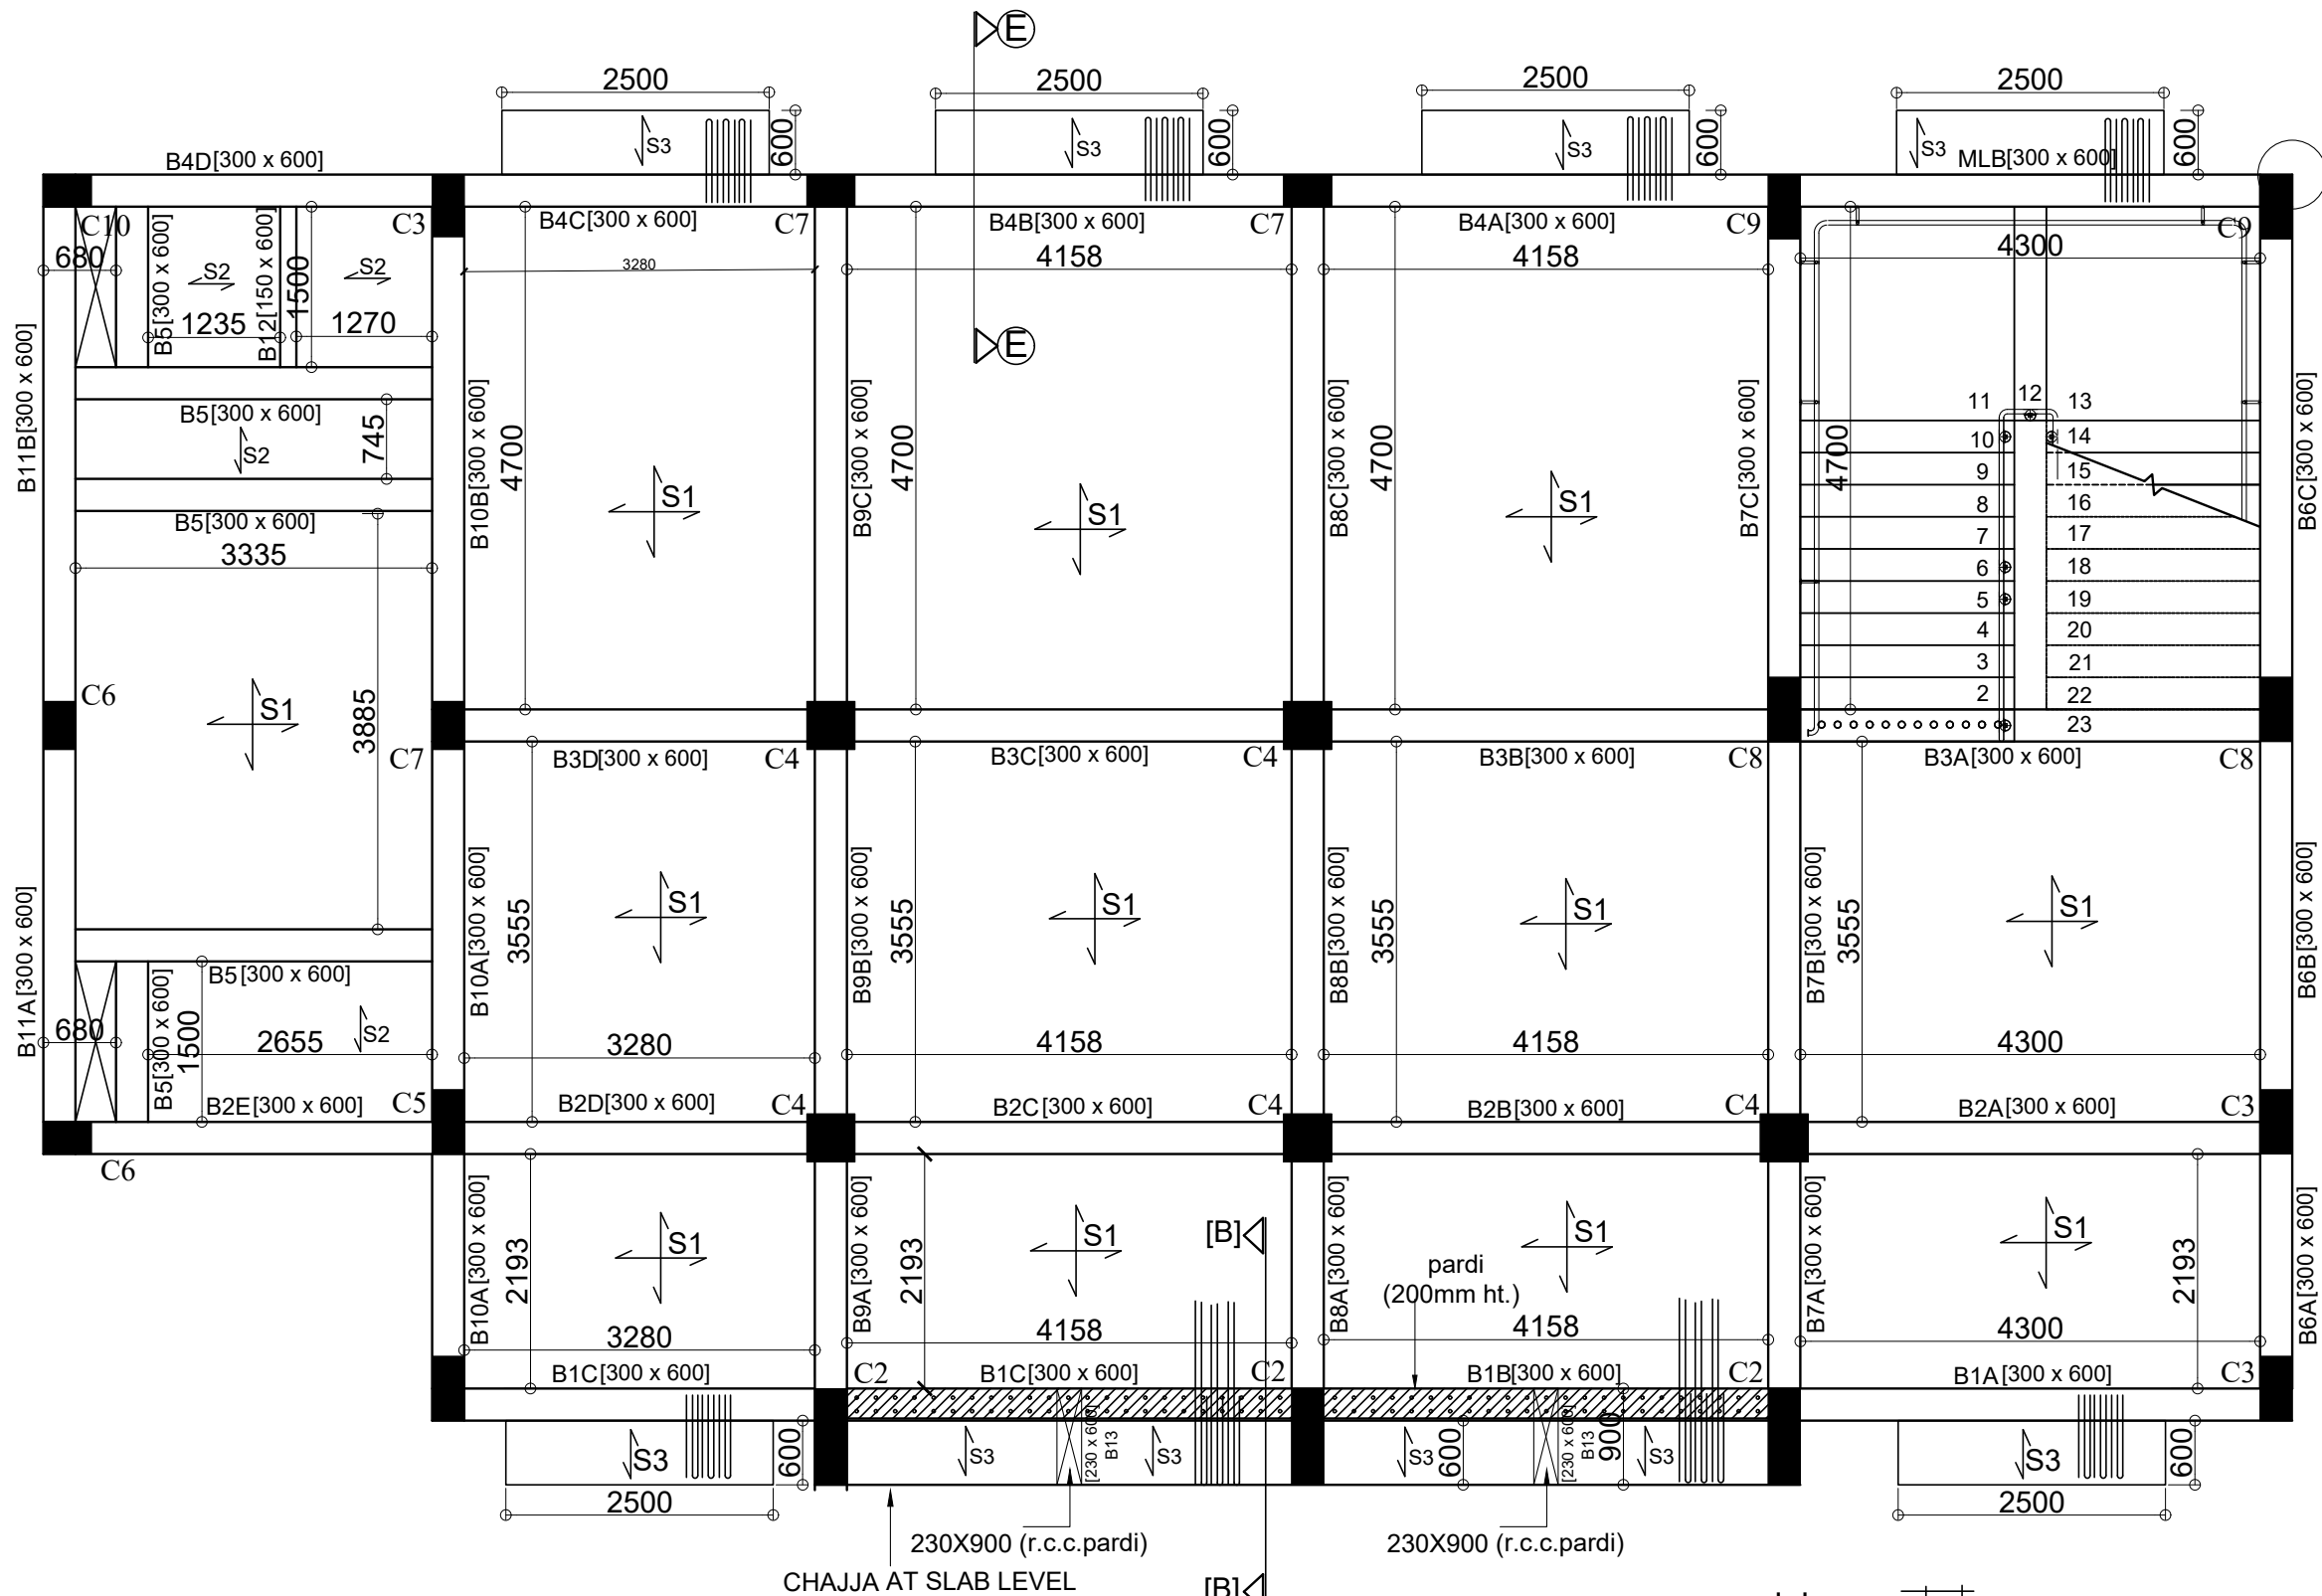 E
2500
2500
2500
2500
600
600
600
600
S3
S3
S3
S3
B4D[300 x 600]
MLB[300 x 600]
C10
C3
B4C[300 x 600]
C7
B4B[300 x 600]
C7
B4A[300 x 600]
C9
C9
680
3280
4158
4158
4300
B5[300 x 600]
S2
B12[150 x 600]
1500
S2
1235
1270
E
B11B[300 x 600]
B5[300 x 600]
745
S2
B10B[300 x 600]
4700
B9C[300 x 600]
4700
B8C[300 x 600]
4700
B7C[300 x 600]
4700
B6C[300 x 600]
11
12
13
10
14
9
15
8
16
7
17
6
18
5
19
4
20
3
21
2
22
23
B5[300 x 600]
3335
S1
S1
S1
C6
S1
3885
C7
B3D[300 x 600]
C4
B3C[300 x 600]
C4
B3B[300 x 600]
C8
B3A[300 x 600]
C8
B11A[300 x 600]
B10A[300 x 600]
3555
S1
B9B[300 x 600]
3555
S1
B8B[300 x 600]
3555
S1
B7B[300 x 600]
3555
S1
B6B[300 x 600]
B5[300 x 600]
680
B5[300 x 600]
1500
2655
S2
3280
4158
4158
4300
B2E[300 x 600]
C5
B2D[300 x 600]
C4
B2C[300 x 600]
C4
B2B[300 x 600]
C4
B2A[300 x 600]
C3
C6
B10A[300 x 600]
2193
S1
B9A[300 x 600]
2193
S1
[B]
B8A[300 x 600]
S1
pardi
(200mm ht.)
B7A[300 x 600]
S1
2193
B6A[300 x 600]
3280
4158
4158
4300
B1C[300 x 600]
C2
B1C[300 x 600]
C2
B1B[300 x 600]
C2
B1A[300 x 600]
C3
S3
600
S3
[230 x 600]
B13
S3
S3
600
[230 x 600]
B13
900
S3
S3
600
2500
2500
230X900 (r.c.c.pardi)
230X900 (r.c.c.pardi)
CHAJJA AT SLAB LEVEL
[B]